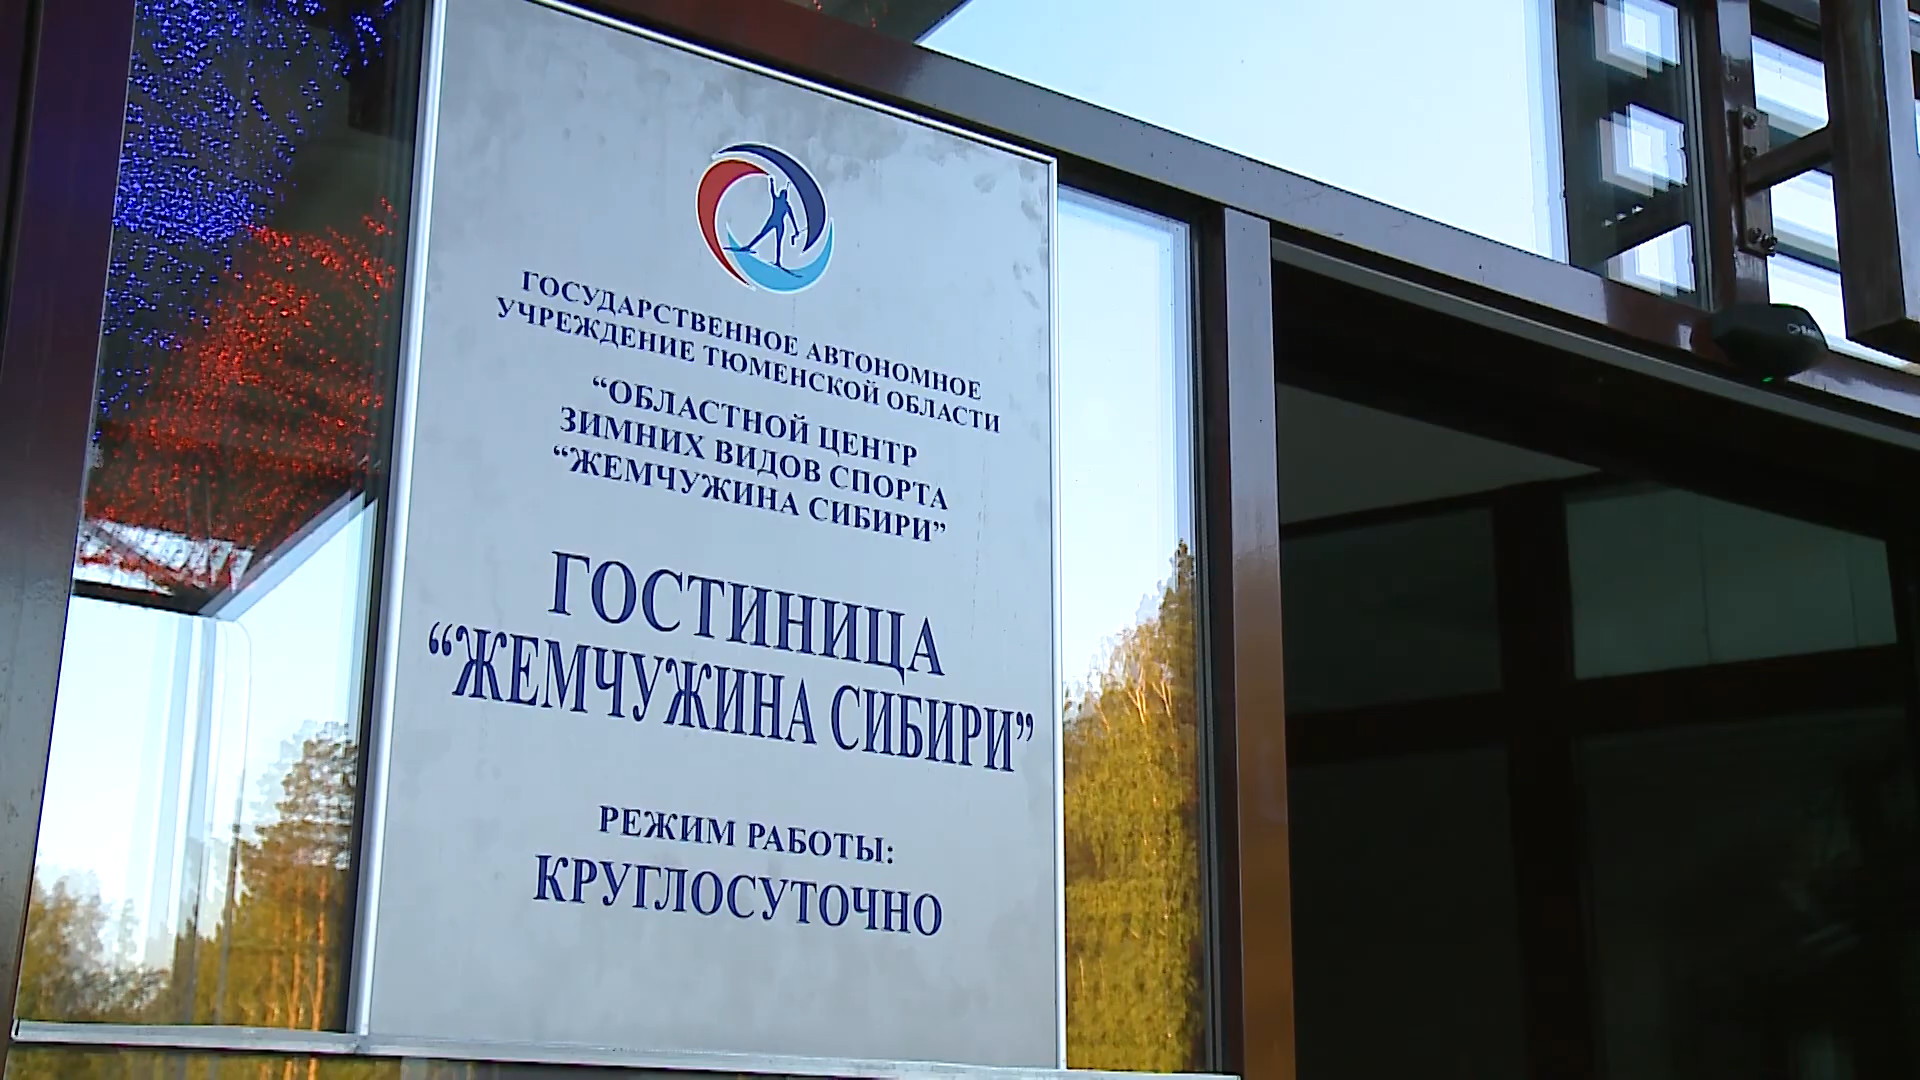 ГОСУДАРСТВЕННОЕ АВТОНОМНОЕ
УЧРЕЖДЕНИЕ ТЮМЕНСКОЙ ОБЛАСТИ
“ОБЛАСТНОЙ ЦЕНТР
ЗИМНИХ ВИДОВ СПОРТА
“ЖЕМЧУЖИНА СИБИРИ”
ГОСТИНИЦА
“ЖЕМЧУЖИНА СИБИРИ”
РЕЖИМ РАБОТЫ:
КРУГЛОСУТОЧНО